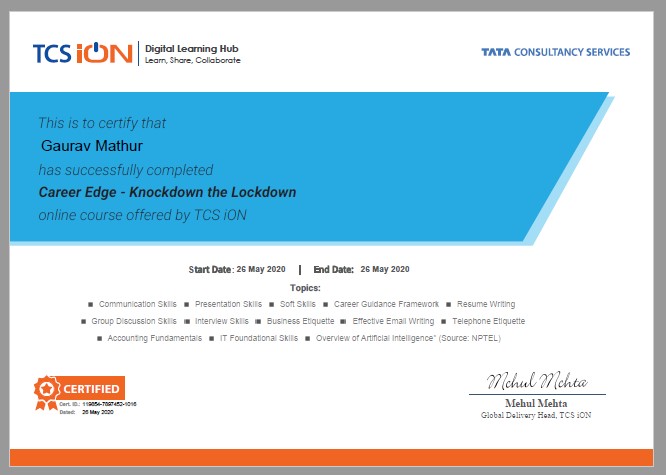 TCS iON | Digital Learning Hub
Learn, Share, Collaborate
TATA CONSULTANCY SERVICES
This is to certify that
Gaurav Mathur
has successfully completed
Career Edge - Knockdown the Lockdown
online course offered by TCS iON
Start Date: 26 May 2020 | End Date: 26 May 2020
Topics:
■ Communication Skills ■ Presentation Skills ■ Soft Skills ■ Career Guidance Framework ■ Resume Writing
■ Group Discussion Skills ■ Interview Skills ■ Business Etiquette ■ Effective Email Writing ■ Telephone Etiquette
■ Accounting Fundamentals ■ IT Foundational Skills ■ Overview of Artificial Intelligence" (Source: NPTEL)
CERTIFIED
Cert. ID.: 119854-7897452-1016
Dated: 26 May 2020
Mehul Mehta
Mehul Mehta
Global Delivery Head, TCS iON